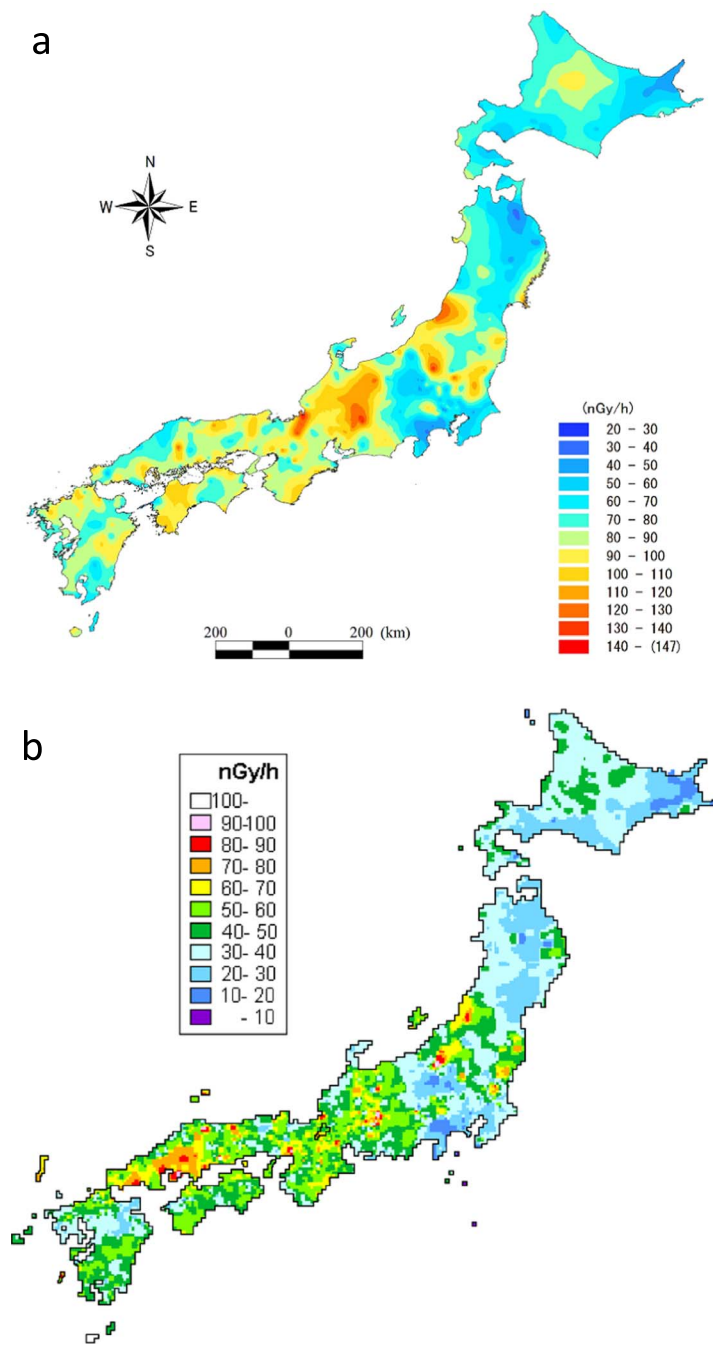 a
N
W E
S
(nGy/h)
20 – 30
30 – 40
40 – 50
50 – 60
60 – 70
70 – 80
80 – 90
90 – 100
100 – 110
110 – 120
120 – 130
130 – 140
140 – (147)
200 0 200 (km)
b
nGy/h
100-
90-100
80- 90
70- 80
60- 70
50- 60
40- 50
30- 40
20- 30
10- 20
- 10